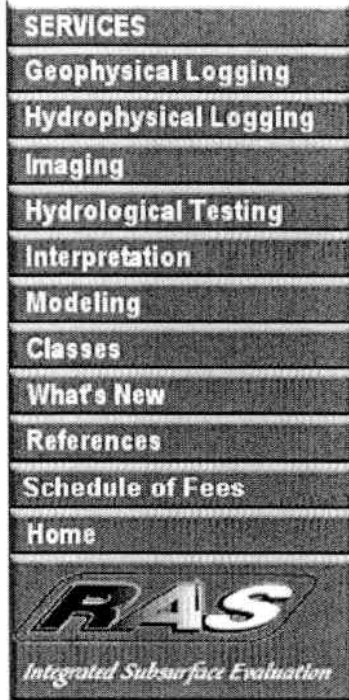 SERVICES
Geophysical Logging
Hydrophysical Logging
Imaging
Hydrological Testing
Interpretation
Modeling
Classes
What's New
References
Schedule of Fees
Home
RAS
Integrated Subsurface Evaluation